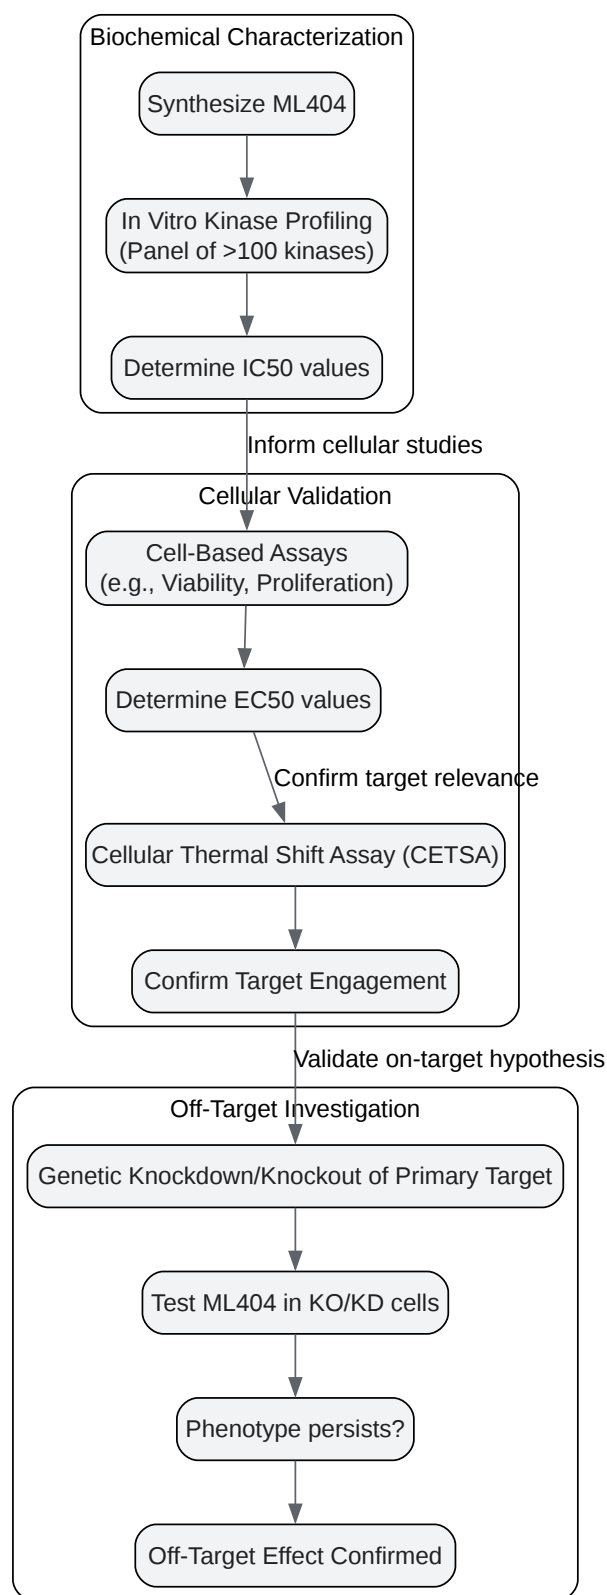 Biochemical Characterization
Synthesize ML404
In Vitro Kinase Profiling
(Panel of >100 kinases)
Determine IC50 values
Inform cellular studies
Cellular Validation
Cell-Based Assays
(e.g., Viability, Proliferation)
Determine EC50 values
Confirm target relevance
Cellular Thermal Shift Assay (CETSA)
Confirm Target Engagement
Validate on-target hypothesis
Off-Target Investigation
Genetic Knockdown/Knockout of Primary Target
Test ML404 in KO/KD cells
Phenotype persists?
Off-Target Effect Confirmed